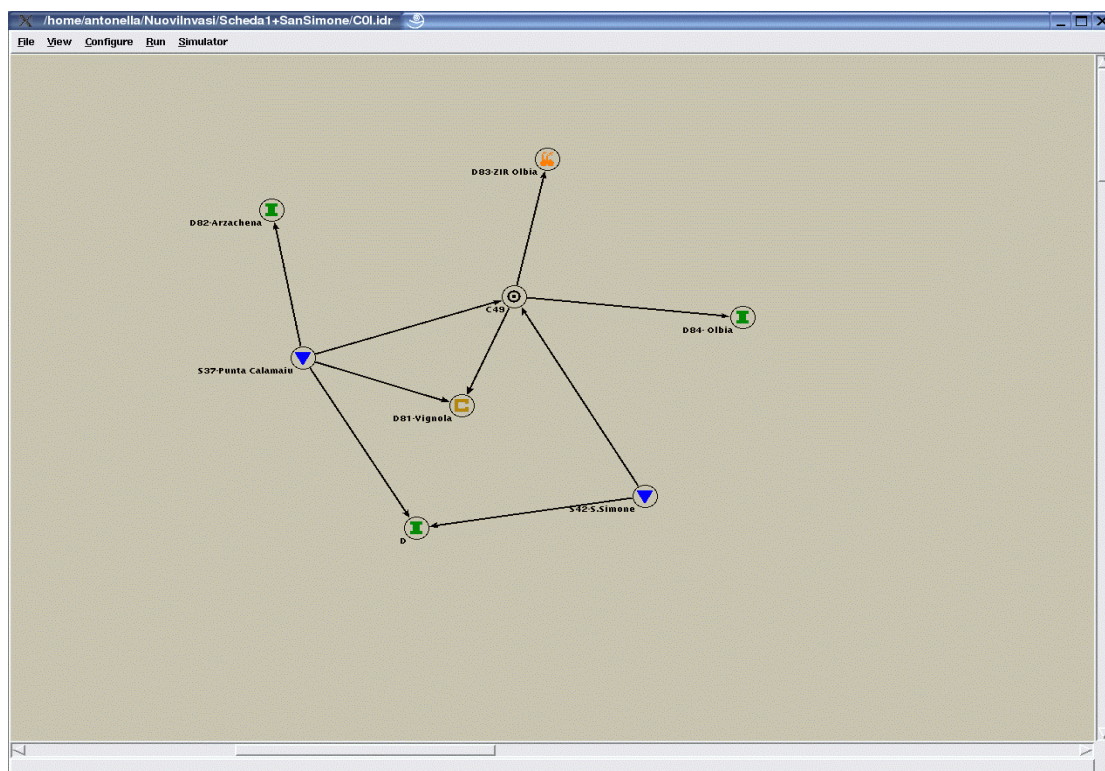 /home/antonella/NuoviInvasi/Scheda1+SanSimone/C0I.idr
File View Configure Run Simulator
D83-ZIR Olbia
D82-Arzachena
C49
D84- Olbia
S37-Punta Calamaiu
D81-Vignola
S42-S.Simone
D